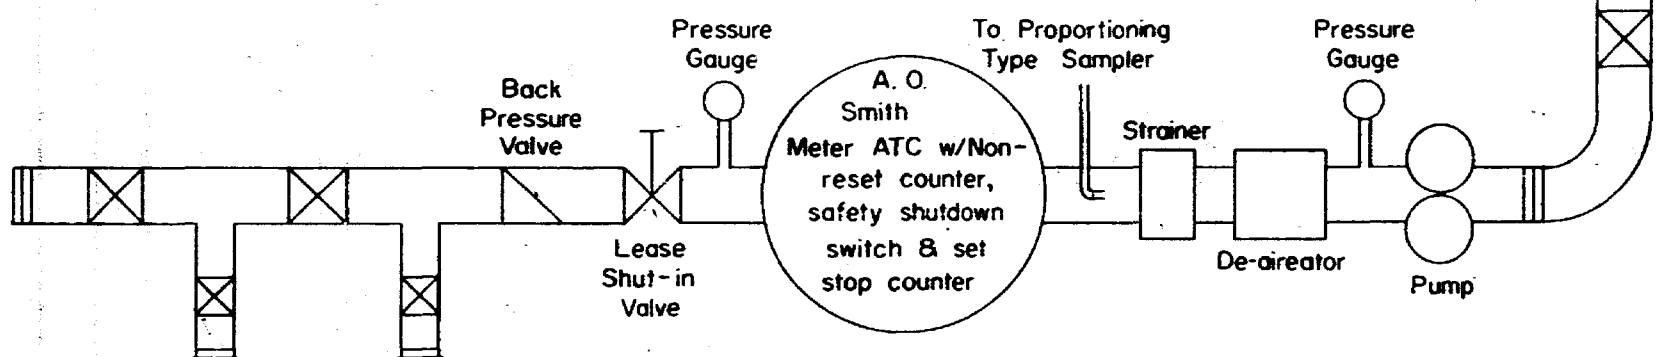 Pressure
Gauge
To Proportioning
Type Sampler
Pressure
Gauge
Back
Pressure
Valve
A. O.
Smith
Meter ATC w/Non-
reset counter,
safety shutdown
switch & set
stop counter
Strainer
Lease
Shut-in
Valve
De-aireator
Pump